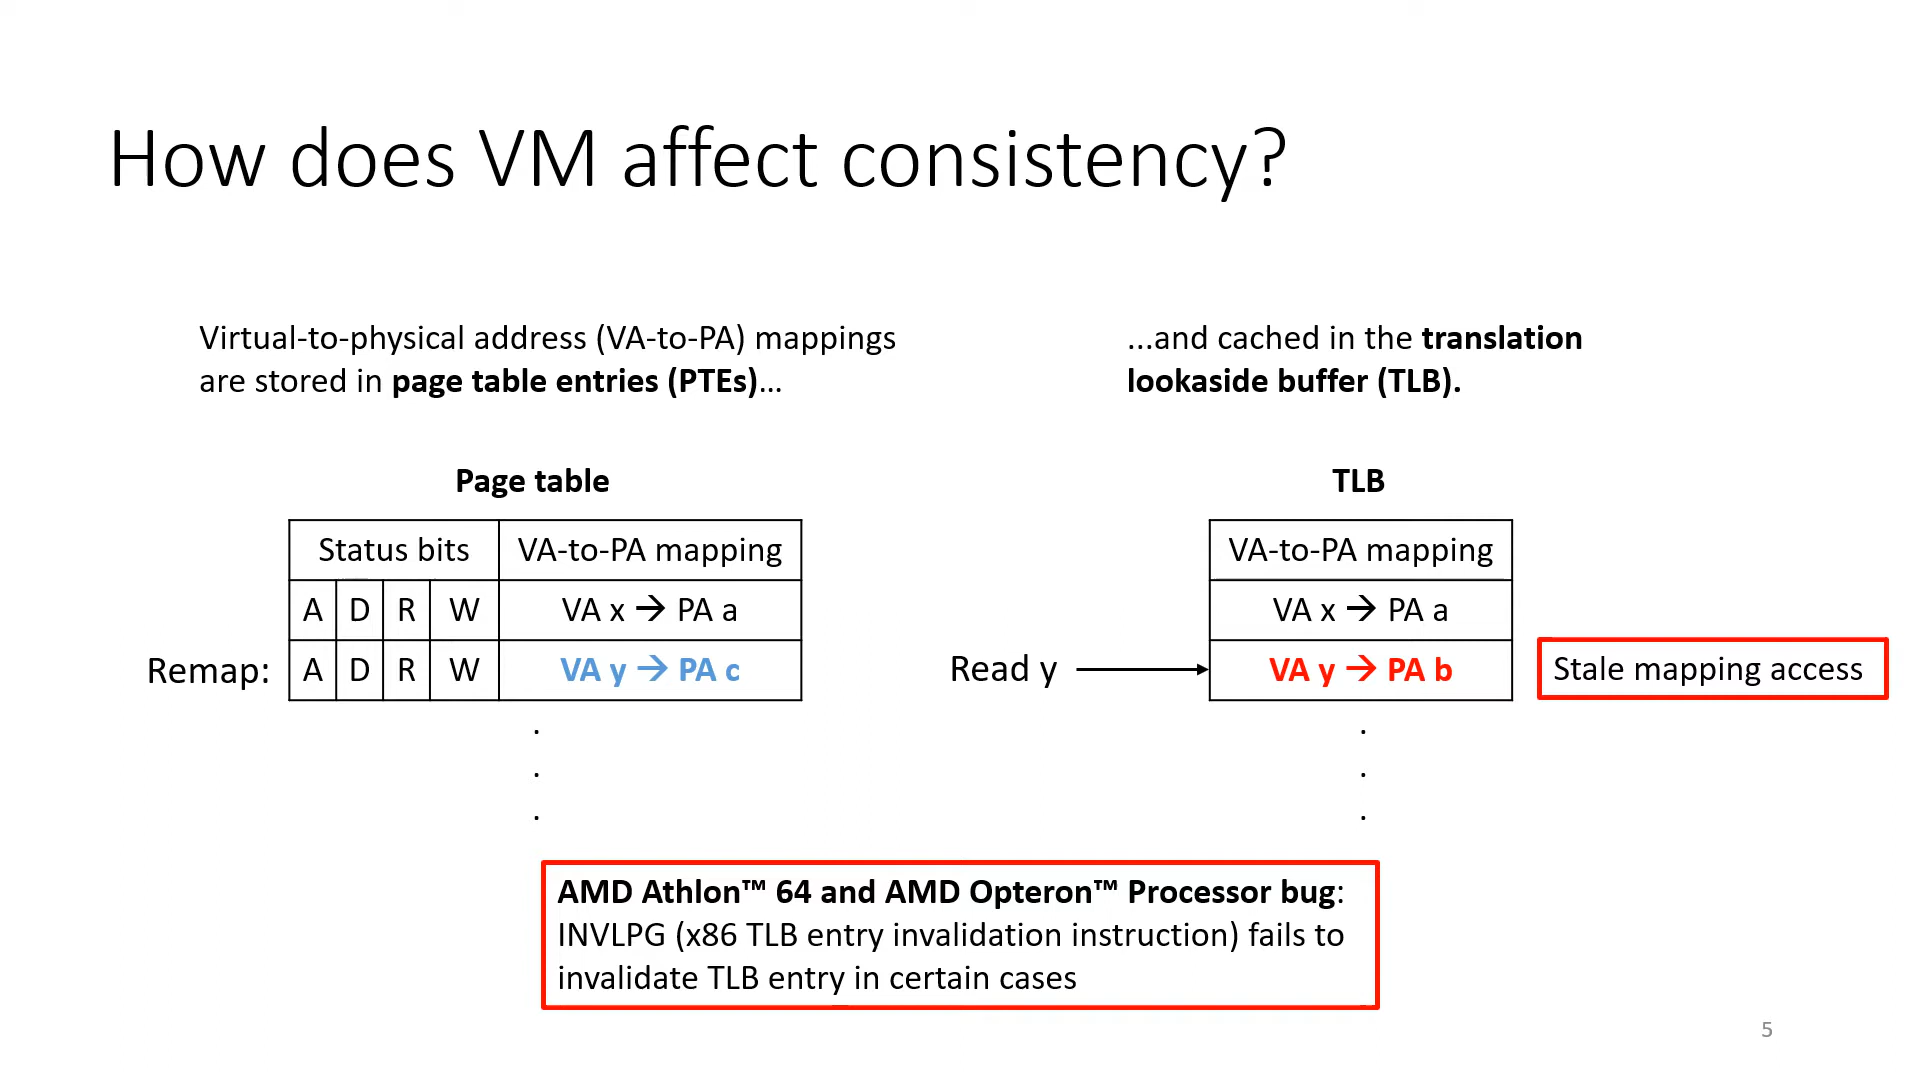 How does VM affect consistency?
Virtual-to-physical address (VA-to-PA) mappings
are stored in page table entries (PTEs)…
...and cached in the translation
lookaside buffer (TLB).
Page table
Status bits VA-to-PA mapping
A D R W VA x → PA a
Remap: A D R W VA y → PA c
.
.
.
TLB
VA-to-PA mapping
VA x → PA a
Read y VA y → PA b Stale mapping access
.
.
.
AMD Athlon™ 64 and AMD Opteron™ Processor bug:
INVLPG (x86 TLB entry invalidation instruction) fails to
invalidate TLB entry in certain cases
5